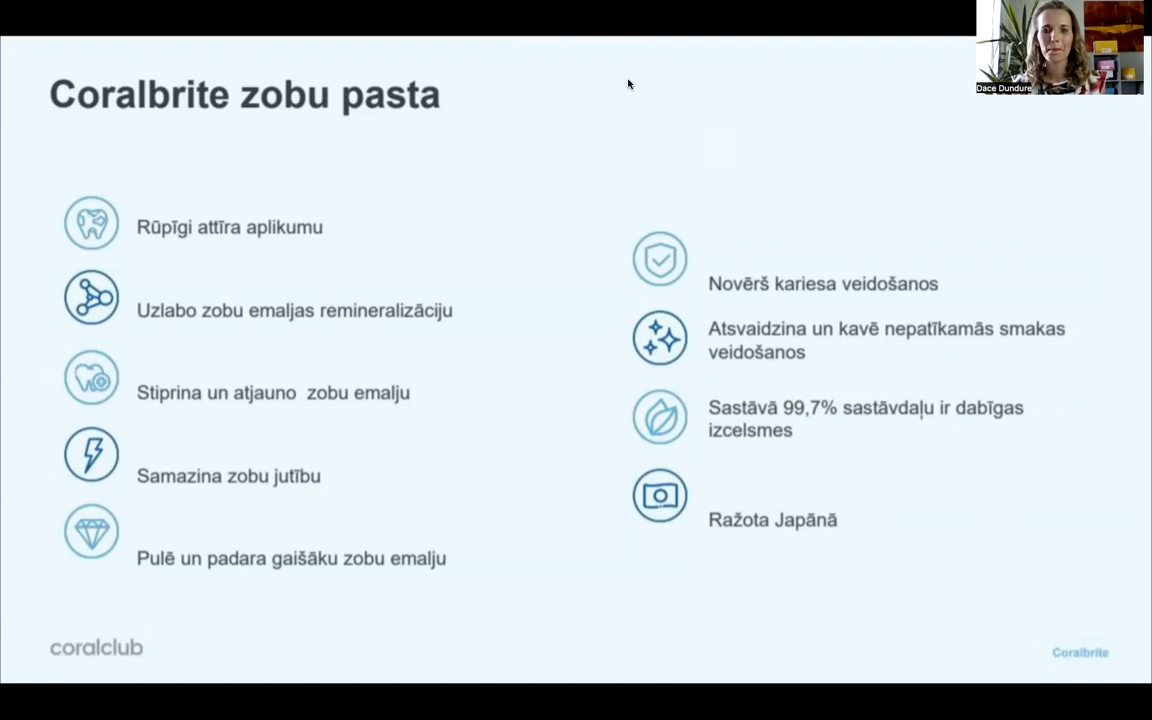 Dace Dundure
Coralbrite zobu pasta
Rūpīgi attīra aplikumu
Uzlabo zobu emaljas remineralizāciju
Stiprina un atjauno zobu emalju
Samazina zobu jutību
Pulē un padara gaišāku zobu emalju
Novērš kariesa veidošanos
Atsvaidzina un kavē nepatīkamās smakas
veidošanos
Sastāvā 99,7% sastāvdaļu ir dabīgas
izcelsmes
Ražota Japānā
coralclub
Coralbrite